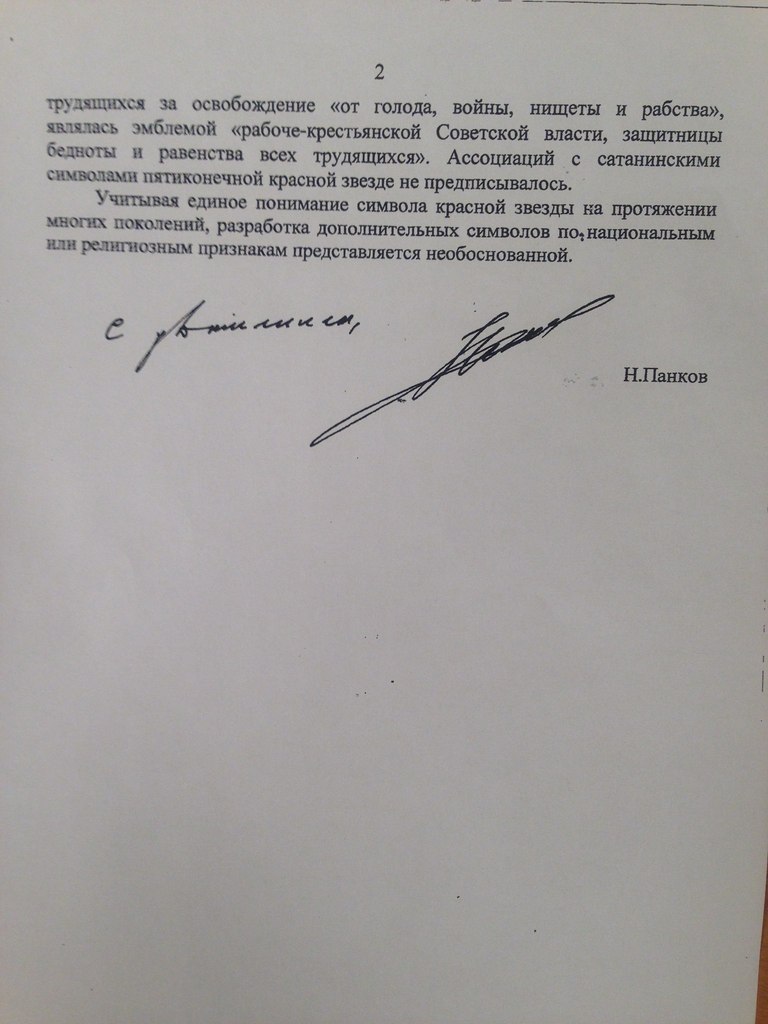 2
трудящихся за освобождение «от голода, войны, нищеты и рабства»,
являлась эмблемой «рабоче-крестьянской Советской власти, защитницы
бедноты и равенства всех трудящихся». Ассоциаций с сатанинскими
символами пятиконечной красной звезде не предписывалось.
Учитывая единое понимание символа красной звезды на протяжении
многих поколений, разработка дополнительных символов по национальным
или религиозным признакам представляется необоснованной.
с уважением,
Н.Панков